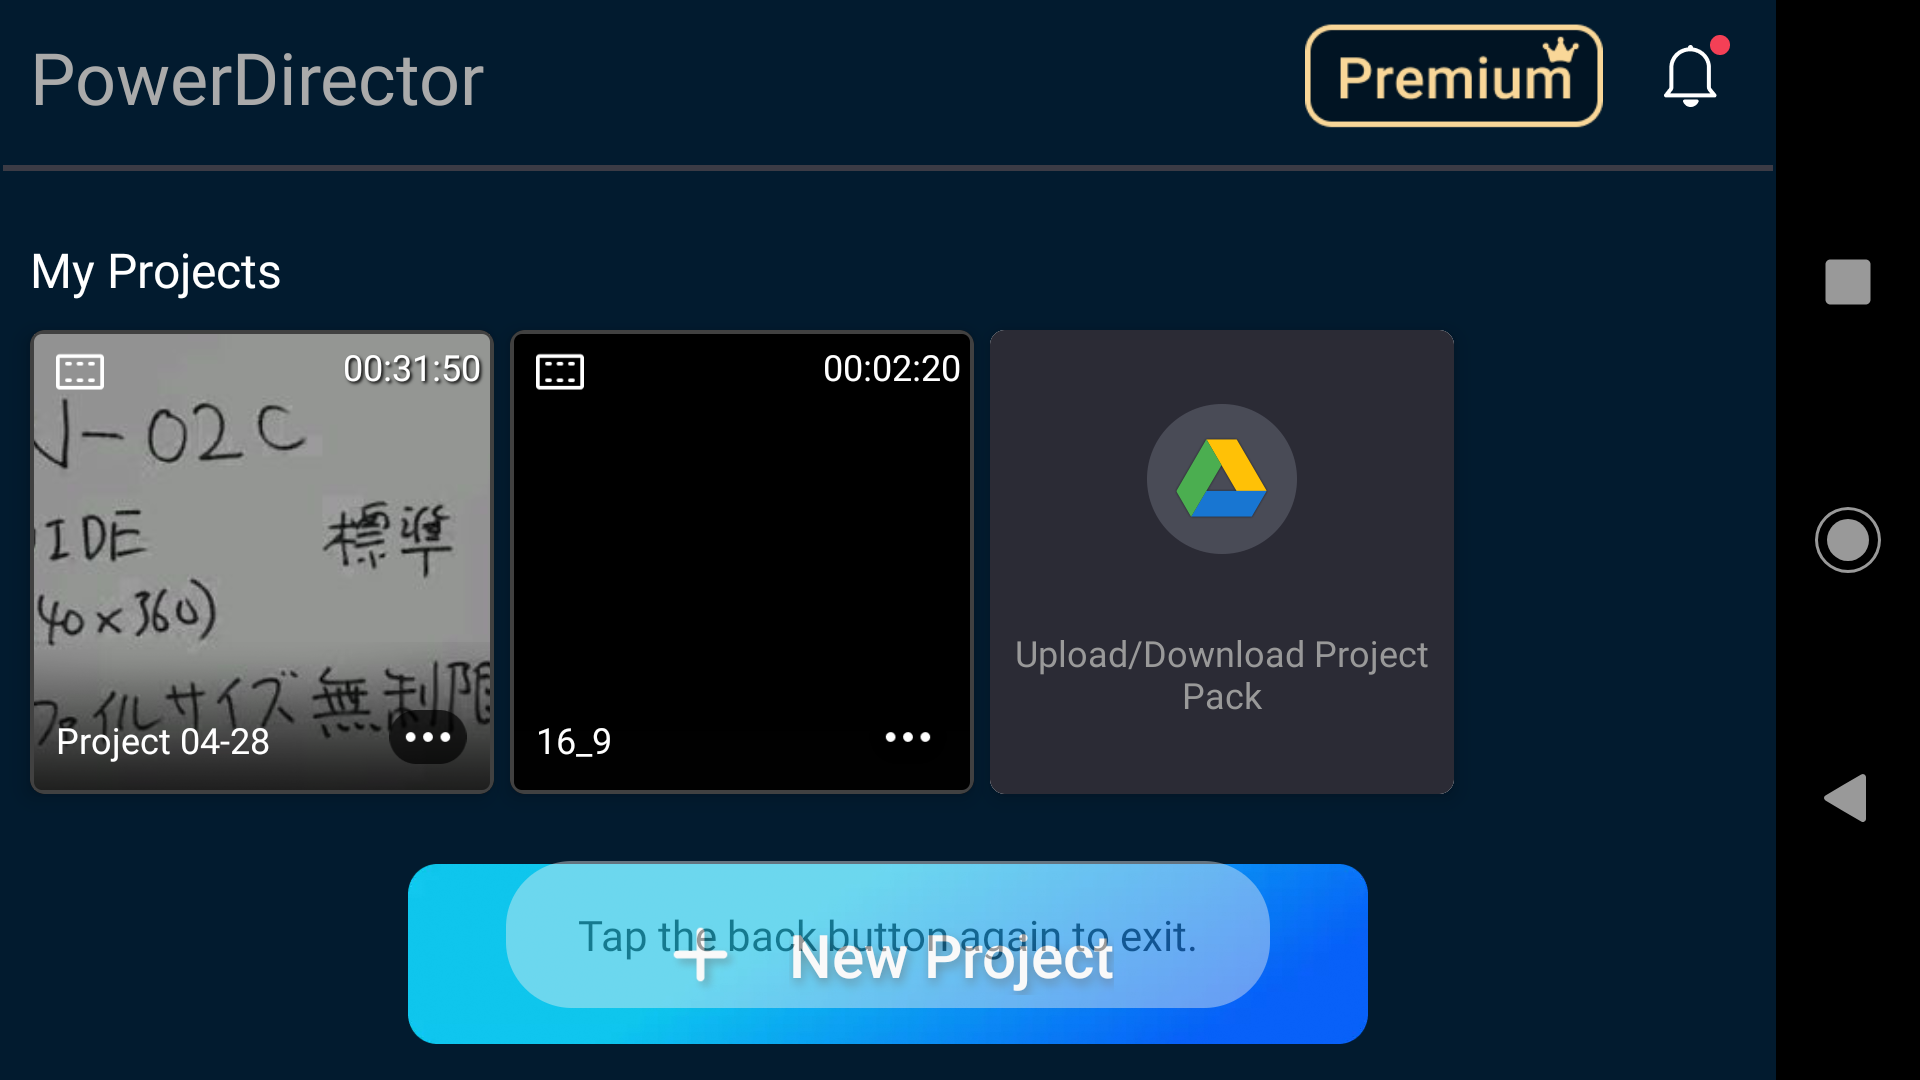 PowerDirector
Premium
My Projects
00:31:50
-02C
IDE 標準
40x360)
ファイルサイズ無制限
Project 04-28
00:02:20
16_9
Upload/Download Project
Pack
Tap the back button again to exit.
+ New Project